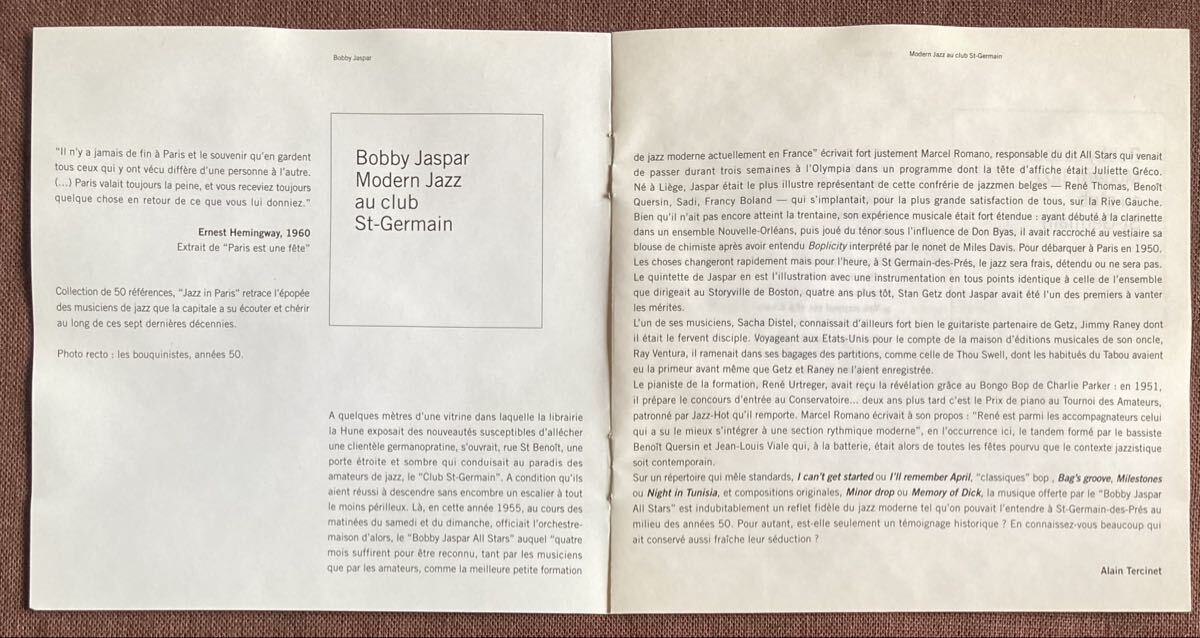 Bobby Jaspar
"Il n'y a jamais de fin à Paris et le souvenir qu'en gardent
tous ceux qui y ont vécu diffère d'une personne à l'autre.
(...) Paris valait toujours la peine, et vous receviez toujours
quelque chose en retour de ce que vous lui donniez."
Ernest Hemingway, 1960
Extrait de "Paris est une fête"
Collection de 50 références, "Jazz in Paris" retrace l'épopée
des musiciens de jazz que la capitale a su écouter et chérir
au long de ces sept dernières décennies.
Photo recto : les bouquinistes, années 50.
Bobby Jaspar
Modern Jazz
au club
St-Germain
A quelques mètres d'une vitrine dans laquelle la librairie
la Hune exposait des nouveautés susceptibles d'allécher
une clientèle germanopratine, s'ouvrait, rue St Benoît, une
porte étroite et sombre qui conduisait au paradis des
amateurs de jazz, le "Club St-Germain". A condition qu'ils
aient réussi à descendre sans encombre un escalier à tout
le moins périlleux. Là, en cette année 1955, au cours des
matinées du samedi et du dimanche, officiait l'orchestre-
maison d'alors, le "Bobby Jaspar All Stars" auquel "quatre
mois suffirent pour être reconnu, tant par les musiciens
que par les amateurs, comme la meilleure petite formation
Modern Jazz au club St-Germain
de jazz moderne actuellement en France" écrivait fort justement Marcel Romano, responsable du dit All Stars qui venait
de passer durant trois semaines à l'Olympia dans un programme dont la tête d'affiche était Juliette Gréco.
Né à Liège, Jaspar était le plus illustre représentant de cette confrérie de jazzmen belges — René Thomas, Benoît
Quersin, Sadi, Francy Boland — qui s'implantait, pour la plus grande satisfaction de tous, sur la Rive Gauche.
Bien qu'il n'ait pas encore atteint la trentaine, son expérience musicale était fort étendue : ayant débuté à la clarinette
dans un ensemble Nouvelle-Orléans, puis joué du ténor sous l'influence de Don Byas, il avait raccroché au vestiaire sa
blouse de chimiste après avoir entendu Boplicity interprété par le nonet de Miles Davis. Pour débarquer à Paris en 1950.
Les choses changeront rapidement mais pour l'heure, à St Germain-des-Prés, le jazz sera frais, détendu ou ne sera pas.
Le quintette de Jaspar en est l'illustration avec une instrumentation en tous points identique à celle de l'ensemble
que dirigeait au Storyville de Boston, quatre ans plus tôt, Stan Getz dont Jaspar avait été l'un des premiers à vanter
les mérites.
L'un de ses musiciens, Sacha Distel, connaissait d'ailleurs fort bien le guitariste partenaire de Getz, Jimmy Raney dont
il était le fervent disciple. Voyageant aux Etats-Unis pour le compte de la maison d'éditions musicales de son oncle,
Ray Ventura, il ramenait dans ses bagages des partitions, comme celle de Thou Swell, dont les habitués du Tabou avaient
eu la primeur avant même que Getz et Raney ne l'aient enregistrée.
Le pianiste de la formation, René Urtreger, avait reçu la révélation grâce au Bongo Bop de Charlie Parker : en 1951,
il prépare le concours d'entrée au Conservatoire... deux ans plus tard c'est le Prix de piano au Tournoi des Amateurs,
patronné par Jazz-Hot qu'il remporte. Marcel Romano écrivait à son propos : "René est parmi les accompagnateurs celui
qui a su le mieux s'intégrer à une section rythmique moderne", en l'occurrence ici, le tandem formé par le bassiste
Benoît Quersin et Jean-Louis Viale qui, à la batterie, était alors de toutes les fêtes pourvu que le contexte jazzistique
soit contemporain.
Sur un répertoire qui mêle standards, I can't get started ou I'll remember April, "classiques" bop , Bag's groove, Milestones
ou Night in Tunisia, et compositions originales, Minor drop ou Memory of Dick, la musique offerte par le "Bobby Jaspar
All Stars" est indubitablement un reflet fidèle du jazz moderne tel qu'on pouvait l'entendre à St-Germain-des-Prés au
milieu des années 50. Pour autant, est-elle seulement un témoignage historique ? En connaissez-vous beaucoup qui
ait conservé aussi fraîche leur séduction ?
Alain Tercinet